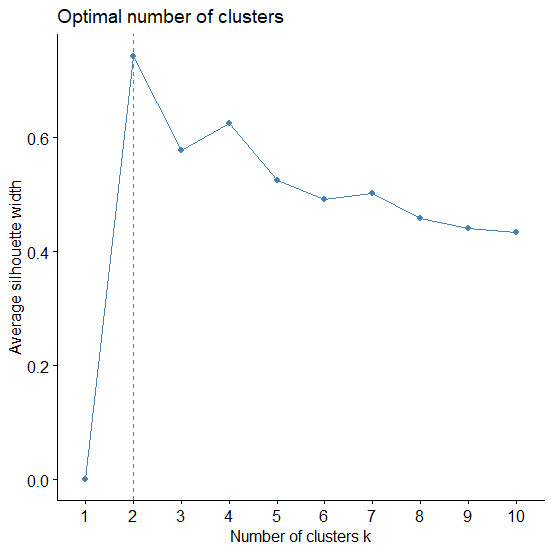 Optimal number of clusters
Average silhouette width
0.6
0.4
0.2
0.0
1 2 3 4 5 6 7 8 9 10
Number of clusters k